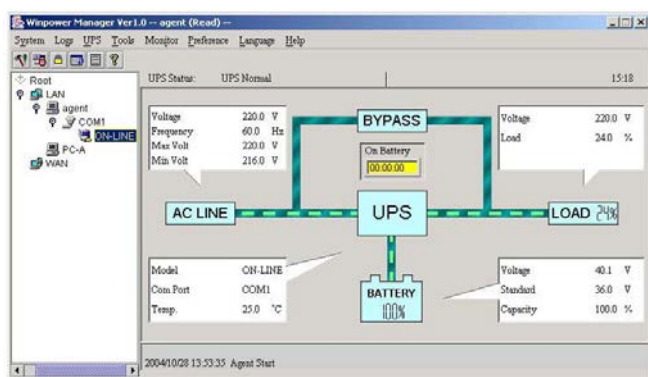 Winpower Manager Ver1.0 -- agent (Read) --
System Logs UPS Tools Monitor Preference Language Help
Root
LAN
agent
COM1
ON-LINE
PC-A
WAN
UPS Status: UPS Normal 15:18
Voltage 220.0 V
Frequency 60.0 Hz
Max Volt 220.0 V
Min Volt 216.0 V
BYPASS
On Battery
00:00:00
Voltage 220.0 V
Load 24.0 %
AC LINE
UPS
LOAD 24%
Model ON-LINE
Com Port COM1
Temp. 25.0 °C
BATTERY
100%
Voltage 40.1 V
Standard 36.0 V
Capacity 100.0 %
2004/10/28 13:53:35 Agent Start